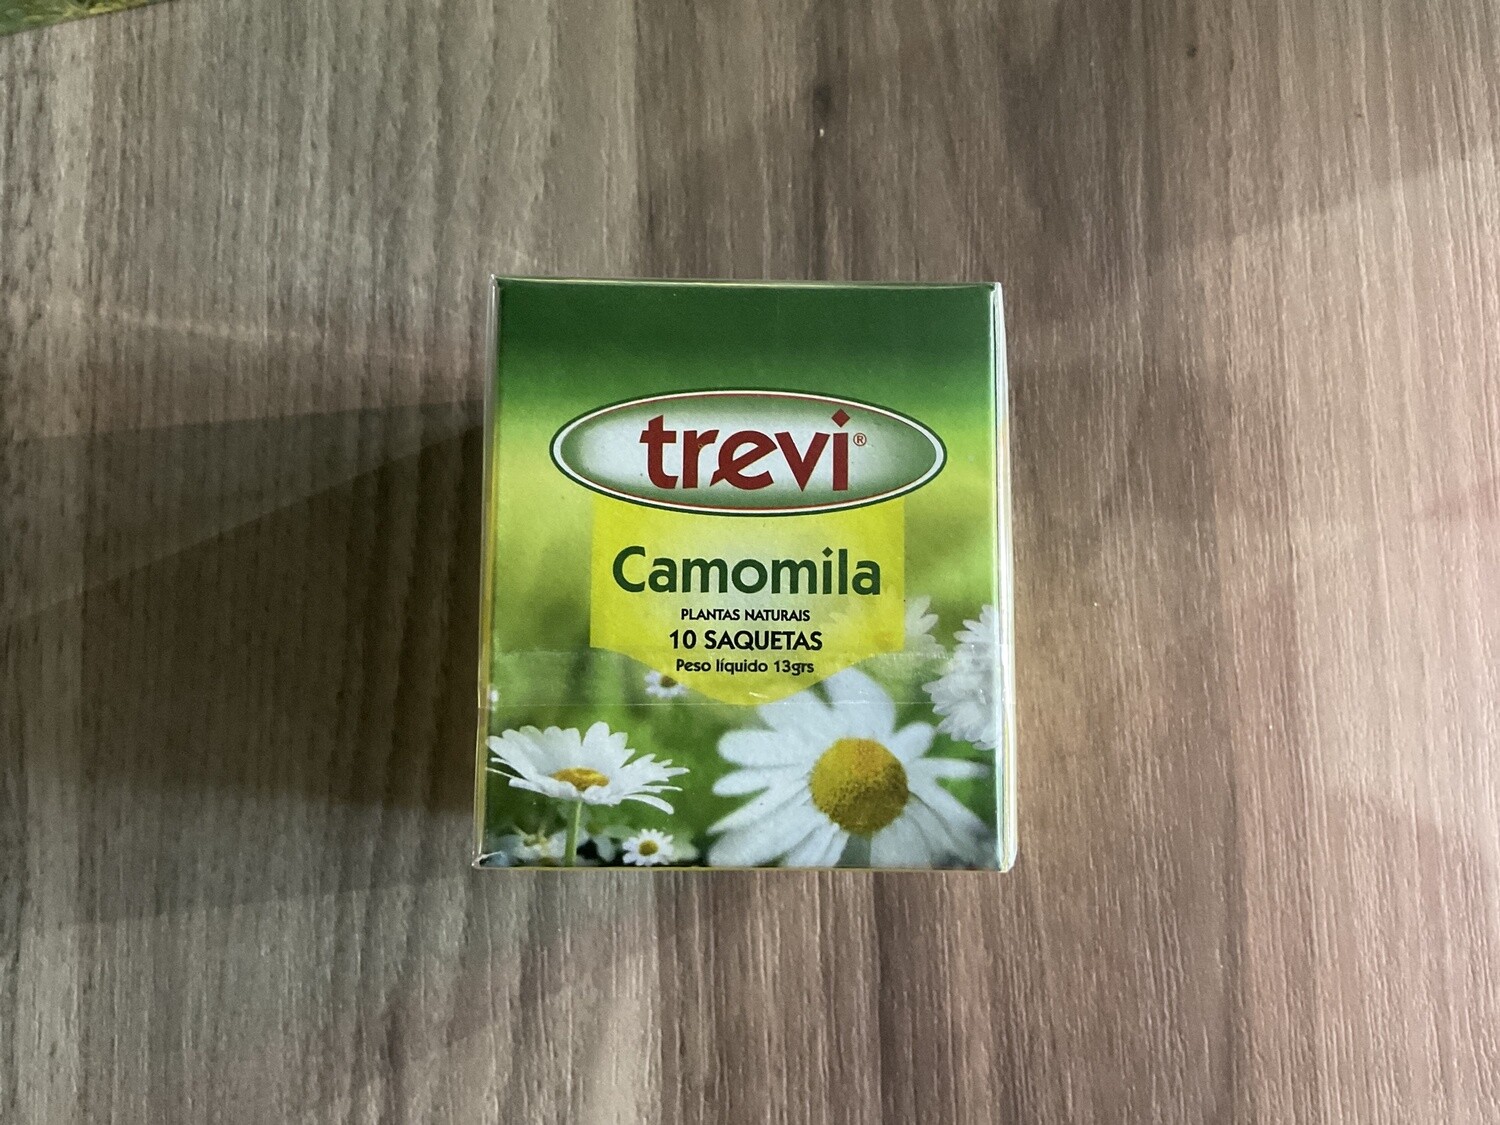 trevi®
Camomila
PLANTAS NATURAIS
10 SAQUETAS
Peso líquido 13grs